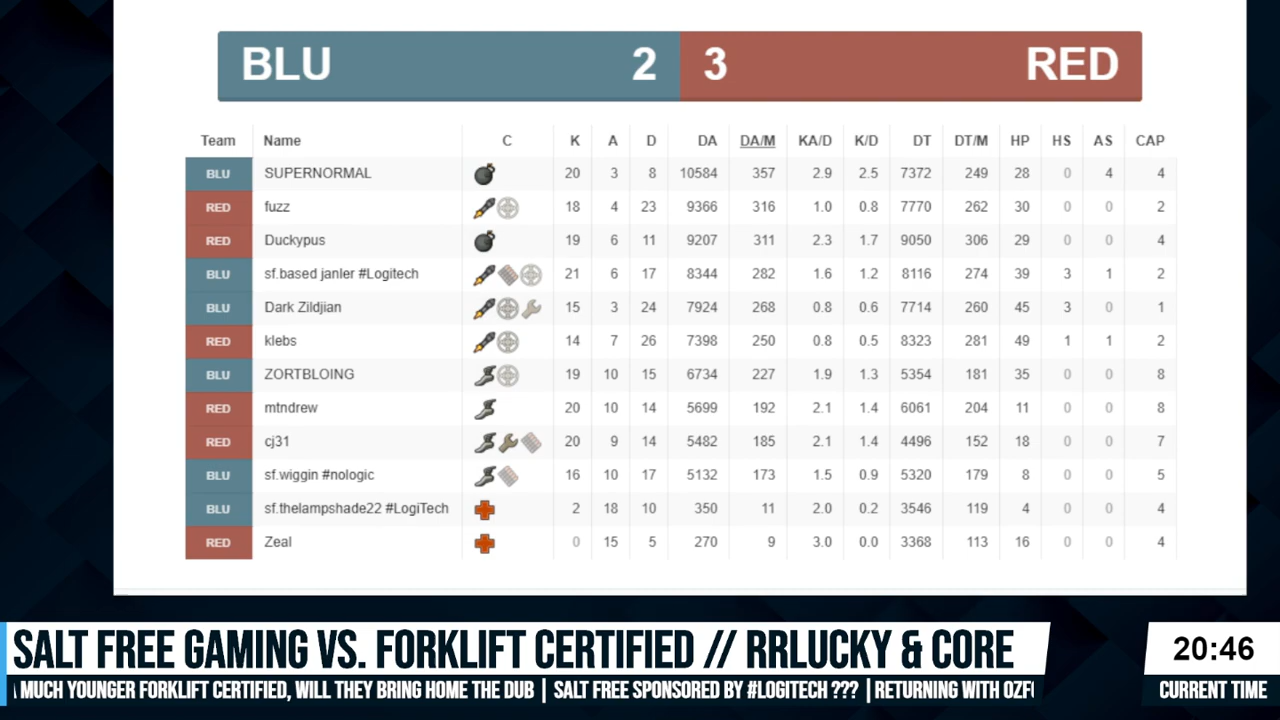 BLU 2 3 RED
Team Name C K A D DA DA/M KA/D K/D DT DT/M HP HS AS CAP
BLU SUPERNORMAL 20 3 8 10584 357 2.9 2.5 7372 249 28 0 4 4
RED fuzz 18 4 23 9366 316 1.0 0.8 7770 262 30 0 0 2
RED Duckypus 19 6 11 9207 311 2.3 1.7 9050 306 29 0 0 4
BLU sf.based janler #Logitech 21 6 17 8344 282 1.6 1.2 8116 274 39 3 1 2
BLU Dark Zildjian 15 3 24 7924 268 0.8 0.6 7714 260 45 3 0 1
RED klebs 14 7 26 7398 250 0.8 0.5 8323 281 49 1 1 2
BLU ZORTBLOING 19 10 15 6734 227 1.9 1.3 5354 181 35 0 0 8
RED mtndrew 20 10 14 5699 192 2.1 1.4 6061 204 11 0 0 8
RED cj31 20 9 14 5482 185 2.1 1.4 4496 152 18 0 0 7
BLU sf.wiggin #nologic 16 10 17 5132 173 1.5 0.9 5320 179 8 0 0 5
BLU sf.thelampshade22 #LogiTech 2 18 10 350 11 2.0 0.2 3546 119 4 0 0 4
RED Zeal 0 15 5 270 9 3.0 0.0 3368 113 16 0 0 4
SALT FREE GAMING VS. FORKLIFT CERTIFIED // RRLUCKY & CORE
20:46
MUCH YOUNGER FORKLIFT CERTIFIED, WILL THEY BRING HOME THE DUB | SALT FREE SPONSORED BY #LOGITECH ??? | RETURNING WITH OZF
CURRENT TIME